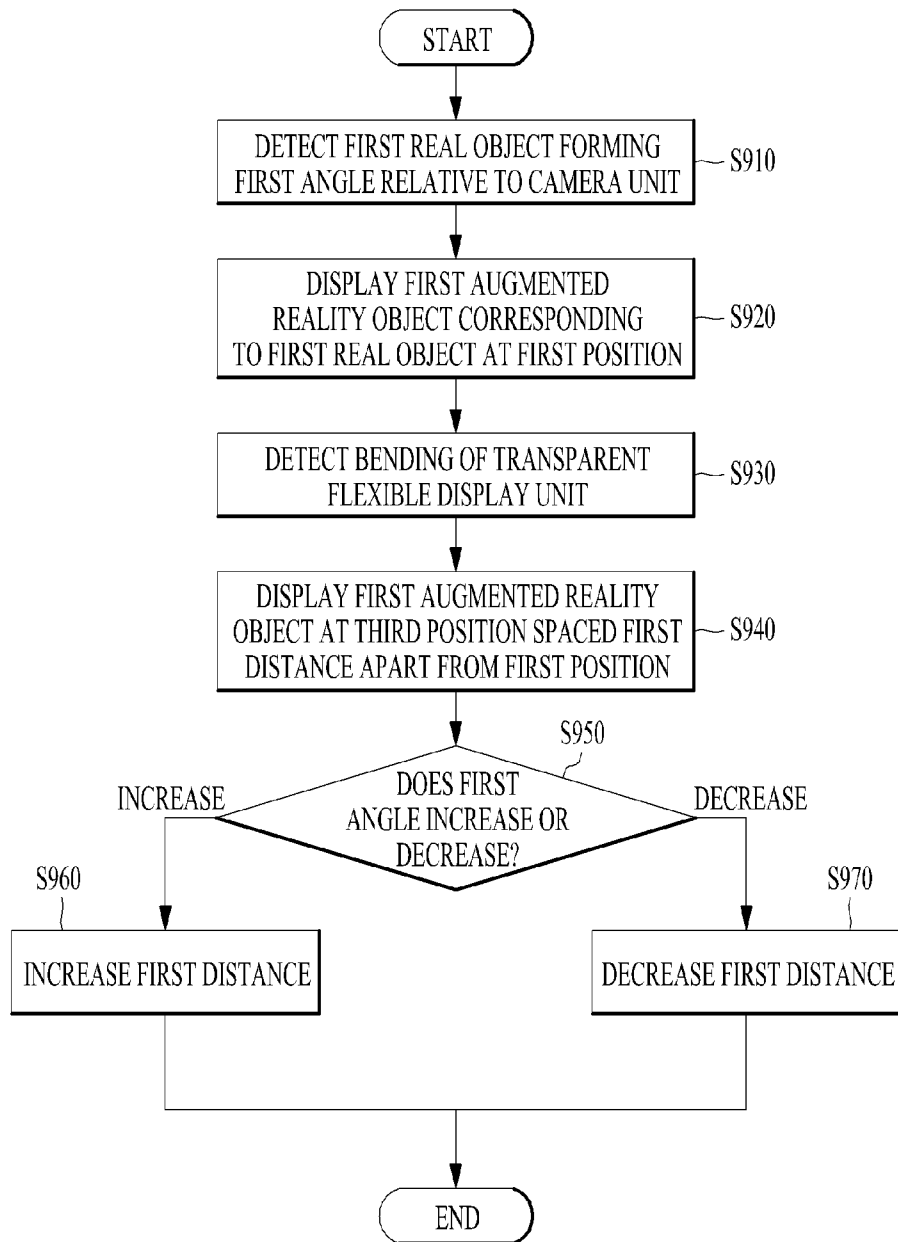 START
DETECT FIRST REAL OBJECT FORMING
FIRST ANGLE RELATIVE TO CAMERA UNIT
S910
DISPLAY FIRST AUGMENTED
REALITY OBJECT CORRESPONDING
TO FIRST REAL OBJECT AT FIRST POSITION
S920
DETECT BENDING OF TRANSPARENT
FLEXIBLE DISPLAY UNIT
S930
DISPLAY FIRST AUGMENTED REALITY
OBJECT AT THIRD POSITION SPACED FIRST
DISTANCE APART FROM FIRST POSITION
S940
S950
DOES FIRST
ANGLE INCREASE OR
DECREASE?
INCREASE
DECREASE
S960
INCREASE FIRST DISTANCE
S970
DECREASE FIRST DISTANCE
END